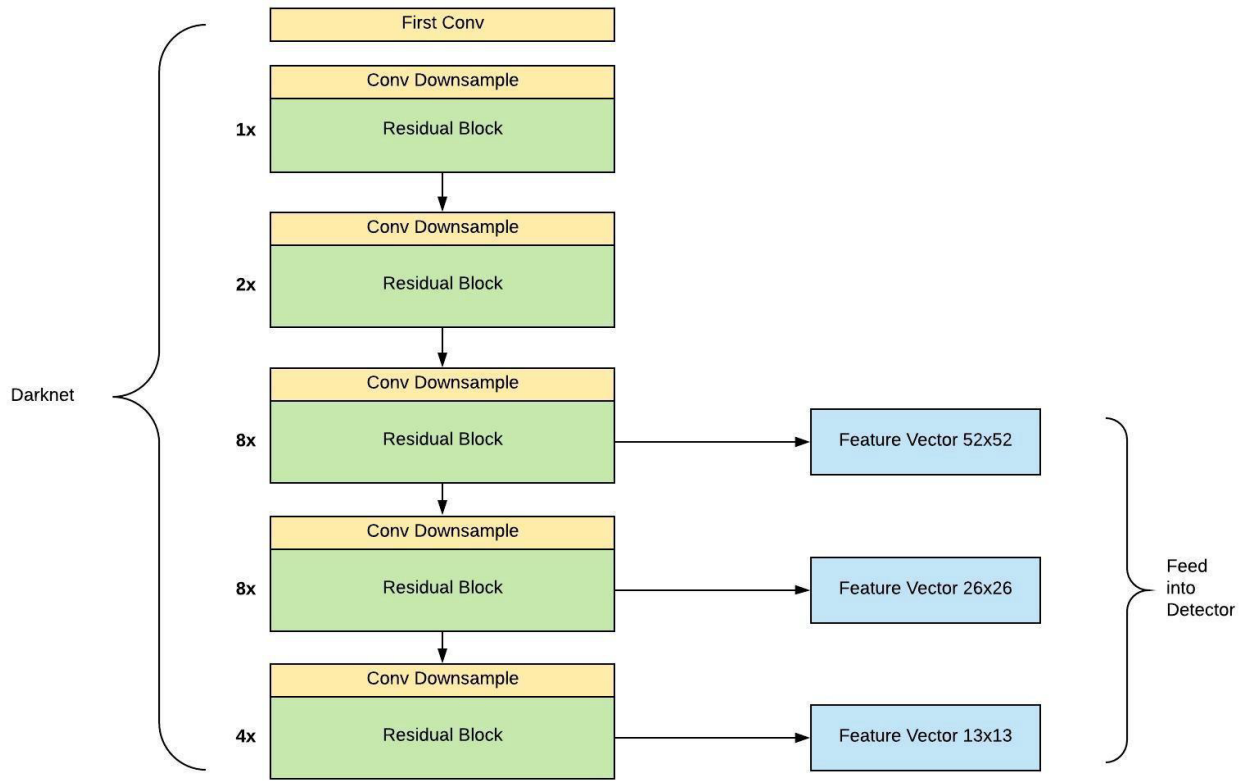 First Conv
Conv Downsample
1x
Residual Block
Conv Downsample
2x
Residual Block
Conv Downsample
Darknet
8x
Residual Block
Feature Vector 52x52
Conv Downsample
8x
Residual Block
Feature Vector 26x26
Feed
into
Detector
Conv Downsample
4x
Residual Block
Feature Vector 13x13